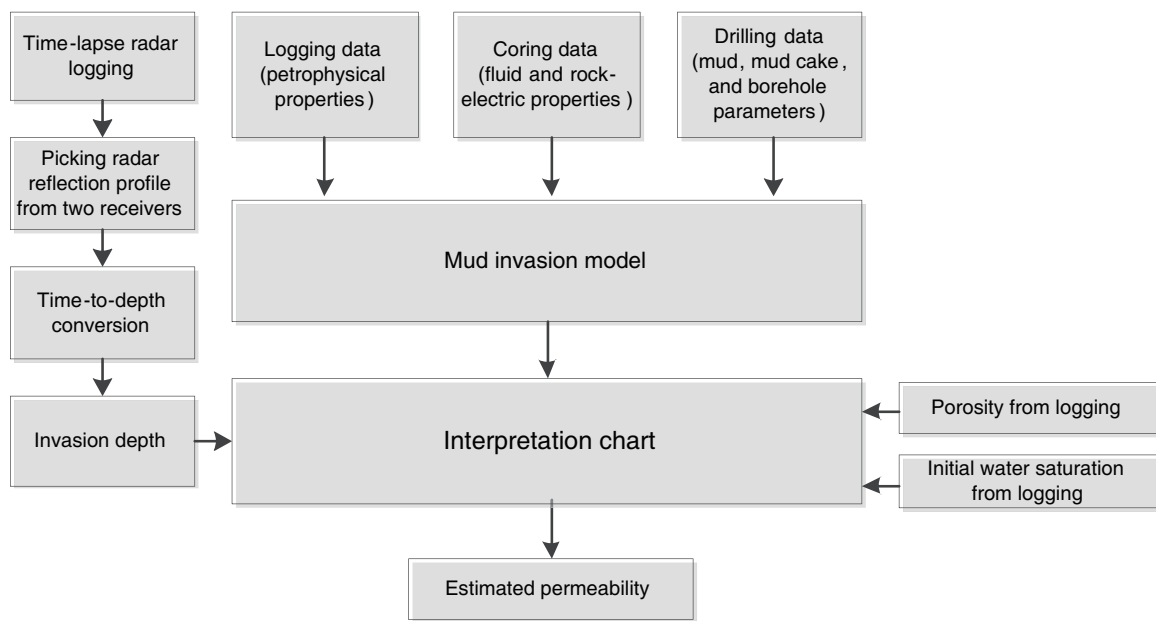 Time-lapse radar
logging
Picking radar
reflection profile
from two receivers
Time-to-depth
conversion
Invasion depth
Logging data
(petrophysical
properties)
Coring data
(fluid and rock-
electric properties )
Drilling data
(mud, mud cake,
and borehole
parameters)
Mud invasion model
Interpretation chart
Porosity from logging
Initial water saturation
from logging
Estimated permeability